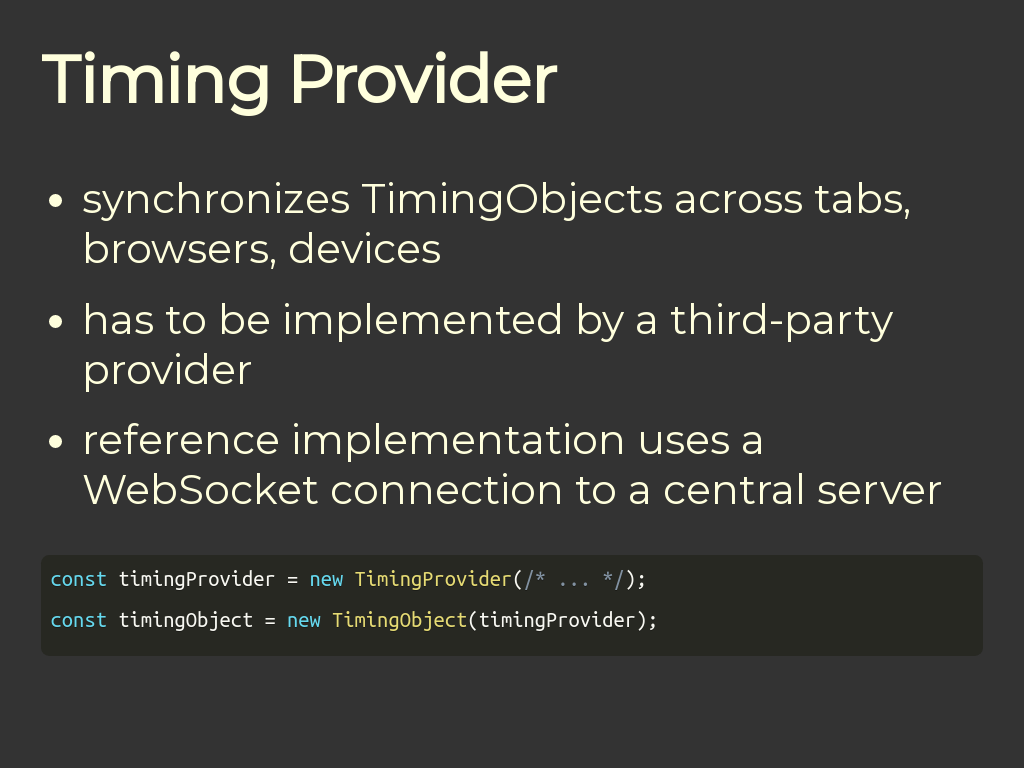 Timing Provider
• synchronizes TimingObjects across tabs,
browsers, devices
• has to be implemented by a third-party
provider
• reference implementation uses a
WebSocket connection to a central server
const timingProvider = new TimingProvider(/* ... */);
const timingObject = new TimingObject(timingProvider);